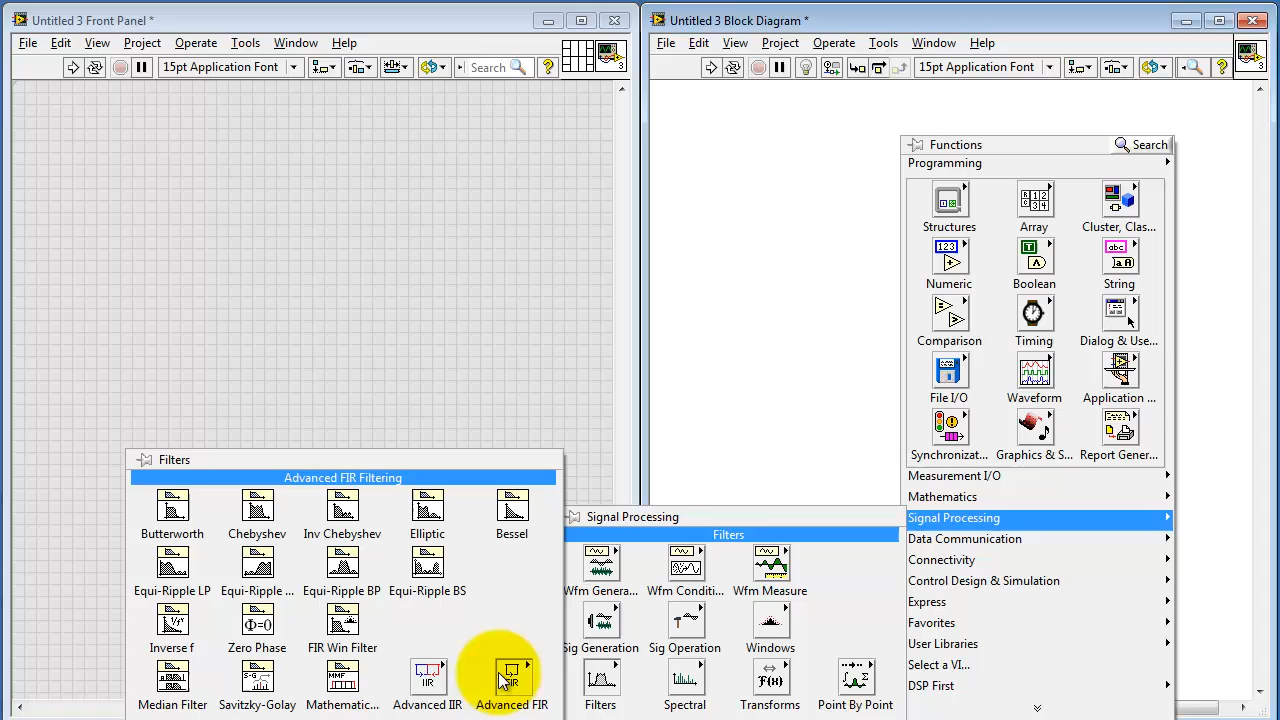 Untitled 3 Front Panel *
File Edit View Project Operate Tools Window Help
15pt Application Font
Search
3
Untitled 3 Block Diagram *
File Edit View Project Operate Tools Window Help
15pt Application Font
3
Functions
Search
Programming
Structures Array Cluster, Clas...
Numeric Boolean String
Comparison Timing Dialog & Use...
File I/O Waveform Application ...
Synchronizat... Graphics & S... Report Gener...
Measurement I/O
Mathematics
Signal Processing
Data Communication
Connectivity
Control Design & Simulation
Express
Favorites
User Libraries
Select a VI...
DSP First
Signal Processing
Filters
Wfm Genera... Wfm Conditi... Wfm Measure
Sig Generation Sig Operation Windows
Filters Spectral Transforms Point By Point
Filters
Advanced FIR Filtering
Butterworth Chebyshev Inv Chebyshev Elliptic Bessel
Equi-Ripple LP Equi-Ripple ... Equi-Ripple BP Equi-Ripple BS
Inverse f Zero Phase FIR Win Filter
Median Filter Savitzky-Golay Mathematic... Advanced IIR Advanced FIR